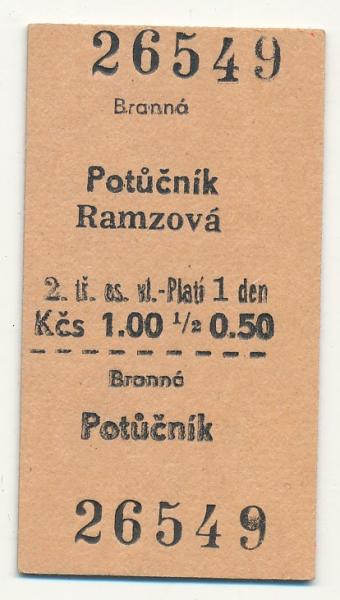 26549
Branná
Potůčník
Ramzová
2. tř. os. vl.-Platí 1 den
Kčs 1.00 1/2 0.50
Branná
Potůčník
26549